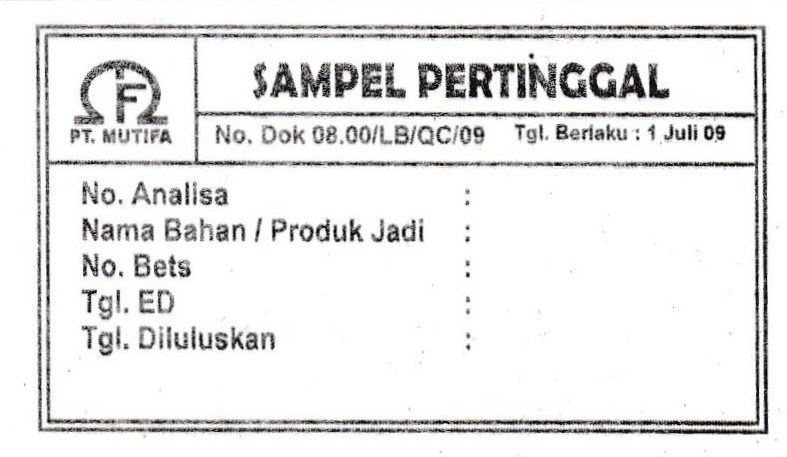 SAMPEL PERTINGGAL
F
PT. MUTIFA
No. Dok 08.00/LB/QC/09 Tgl. Berlaku : 1 Juli 09
No. Analisa :
Nama Bahan / Produk Jadi :
No. Bets :
Tgl. ED :
Tgl. Diluluskan :